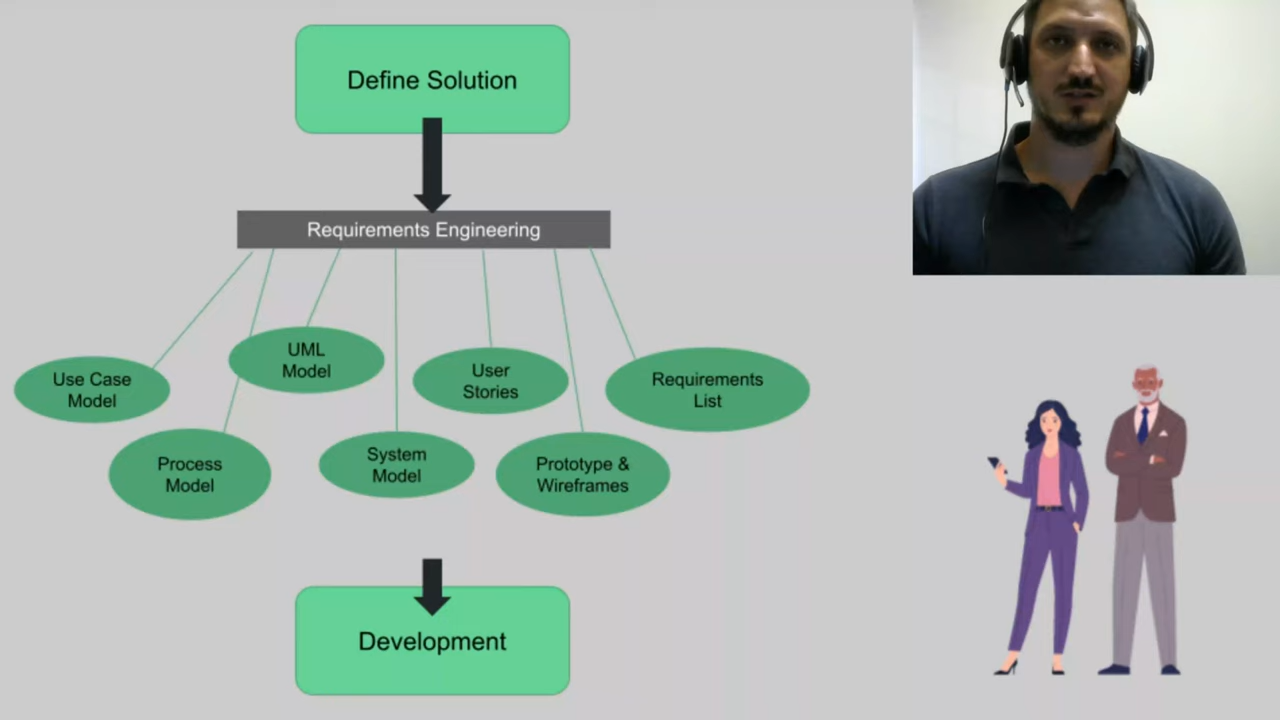 Define Solution
Requirements Engineering
UML
Model
User
Stories
Use Case
Model
Requirements
List
System
Model
Process
Model
Prototype &
Wireframes
Development